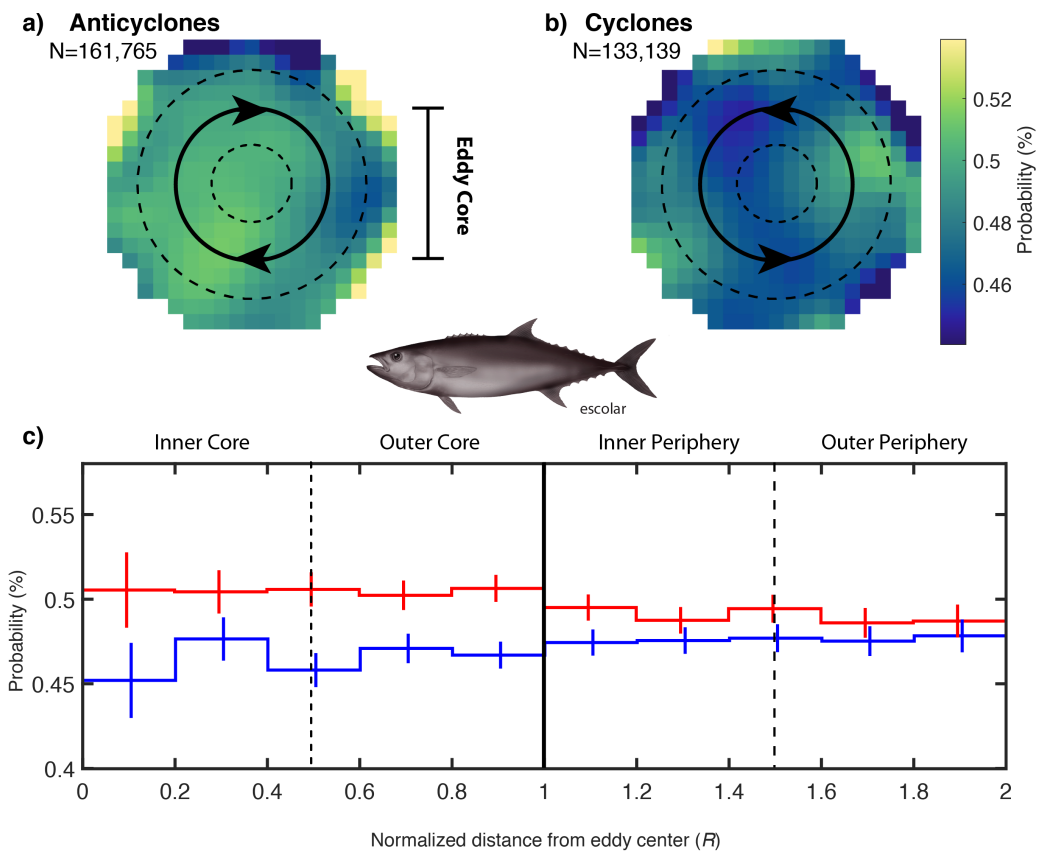 a) Anticyclones
N=161,765
b) Cyclones
N=133,139
Eddy Core
0.52
0.5
0.48
0.46
Probability (%)
escolar
c)
Inner Core
Outer Core
Inner Periphery
Outer Periphery
0.55
0.5
0.45
0.4
Probability (%)
0 0.2 0.4 0.6 0.8 1 1.2 1.4 1.6 1.8 2
Normalized distance from eddy center (R)